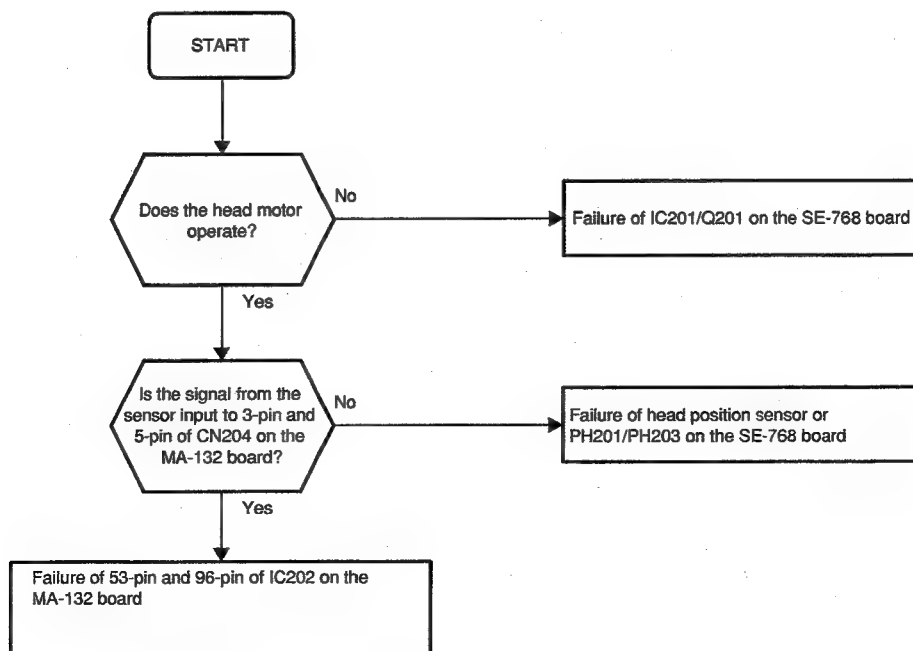 START
Does the head motor
operate?
No
Failure of IC201/Q201 on the SE-768 board
Yes
Is the signal from the
sensor input to 3-pin and
5-pin of CN204 on the
MA-132 board?
No
Failure of head position sensor or
PH201/PH203 on the SE-768 board
Yes
Failure of 53-pin and 96-pin of IC202 on the
MA-132 board